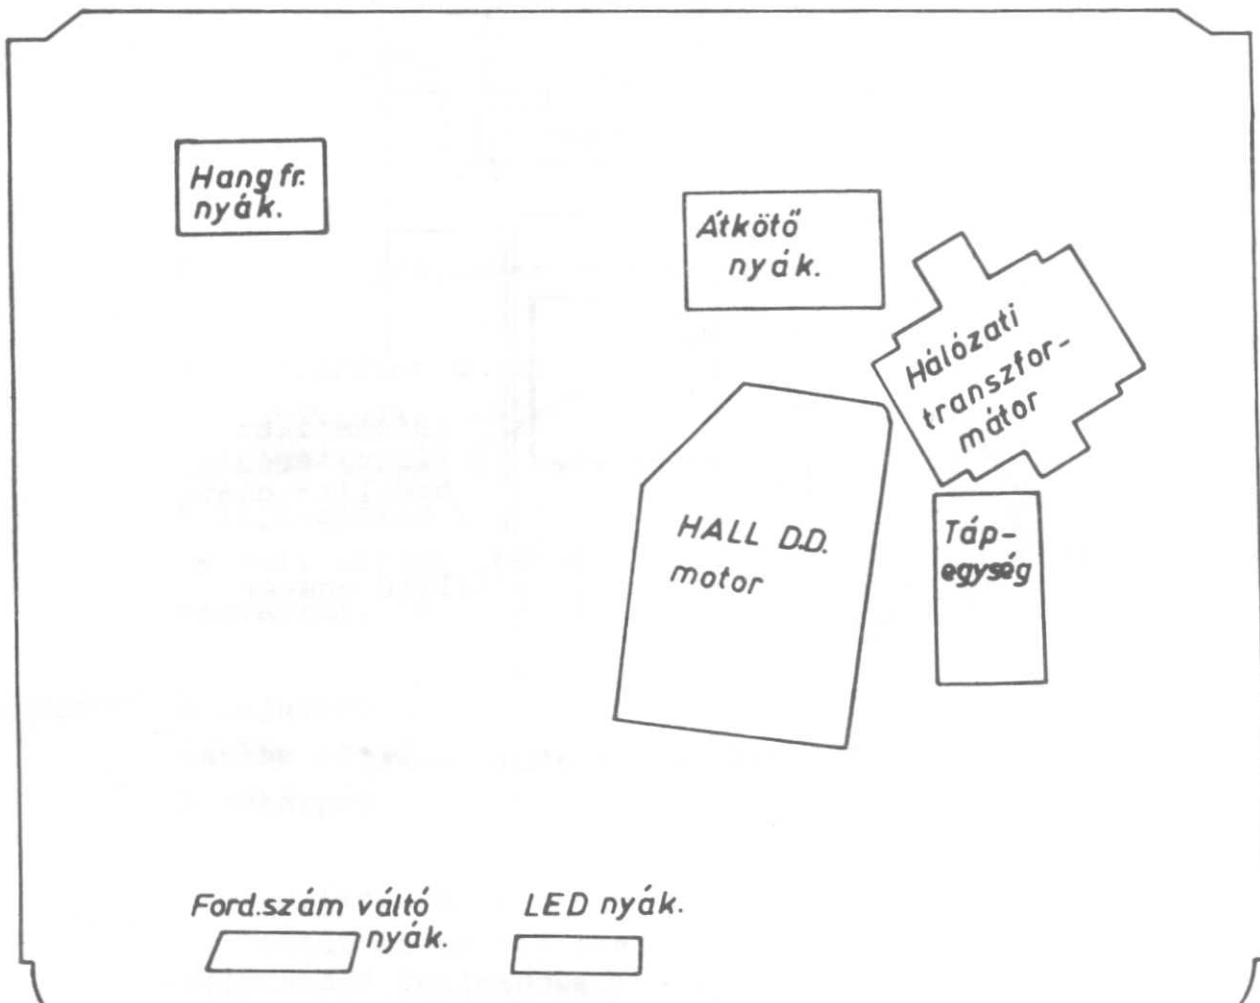 Hang fr.
nyák.
Átkötő
nyák.
Hálózati
transzfor-
mátor
HALL D.D.
motor
Táp-
egység
Ford.szám váltó
nyák.
LED nyák.